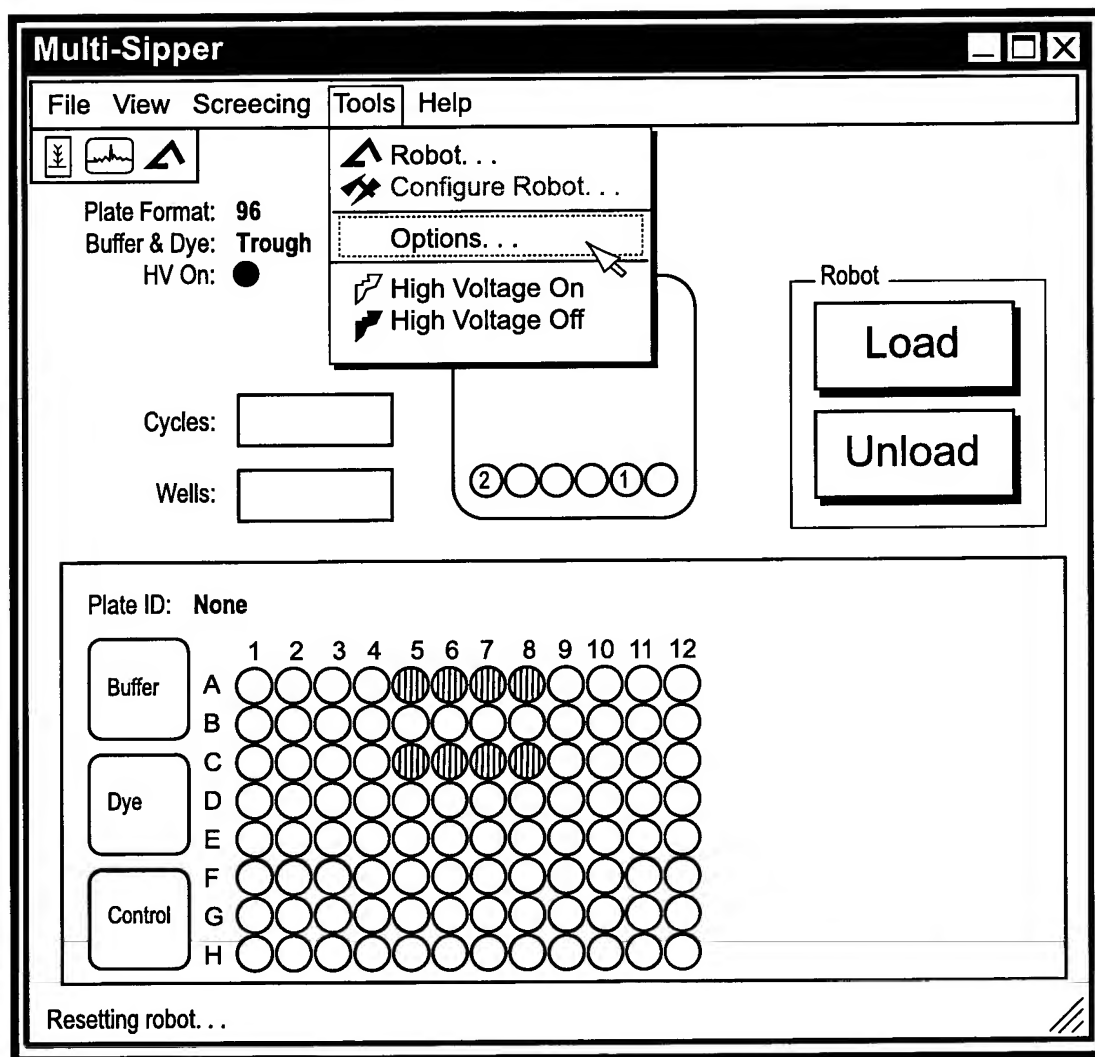 Multi-Sipper
File View Screecing Tools Help
Robot. . .
Configure Robot. . .
Options. . .
High Voltage On
High Voltage Off
Plate Format: 96
Buffer & Dye: Trough
HV On:
Robot
Load
Unload
Cycles:
Wells:
2 1
Plate ID: None
1 2 3 4 5 6 7 8 9 10 11 12
Buffer
A
B
C
Dye
D
E
F
Control
G
H
Resetting robot. . .